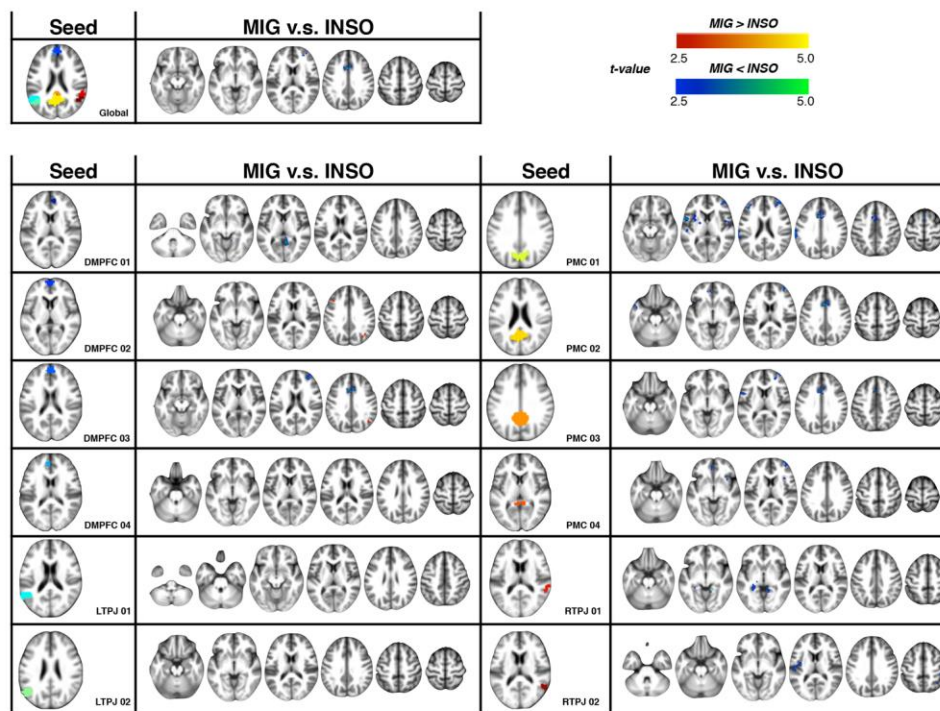 Seed MIG v.s. INSO
Global
MIG > INSO
2.5 5.0
t-value
MIG < INSO
2.5 5.0
Seed MIG v.s. INSO Seed MIG v.s. INSO
DMPFC 01 PMC 01
DMPFC 02 PMC 02
DMPFC 03 PMC 03
DMPFC 04 PMC 04
LTPJ 01 RTPJ 01
LTPJ 02 RTPJ 02